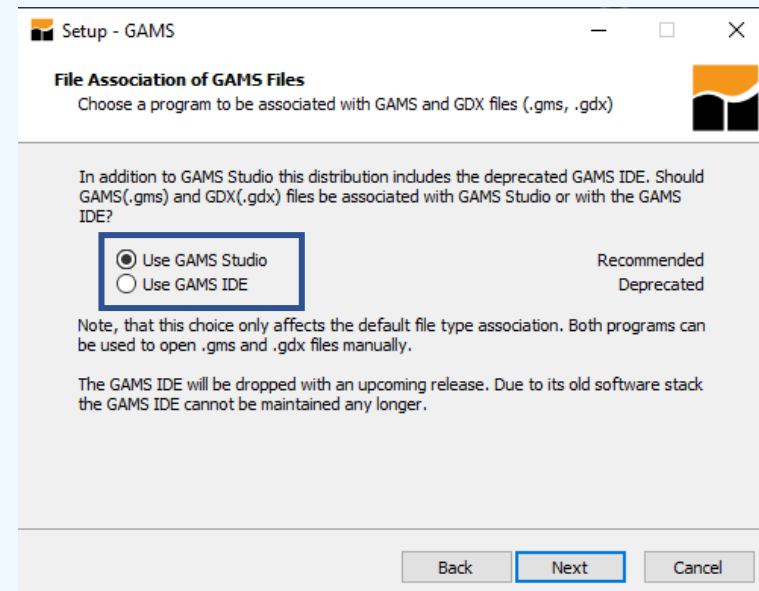 Setup - GAMS
File Association of GAMS Files
Choose a program to be associated with GAMS and GDX files (.gms, .gdx)
In addition to GAMS Studio this distribution includes the deprecated GAMS IDE. Should
GAMS(.gms) and GDX(.gdx) files be associated with GAMS Studio or with the GAMS
IDE?
Use GAMS Studio Recommended
Use GAMS IDE Deprecated
Note, that this choice only affects the default file type association. Both programs can
be used to open .gms and .gdx files manually.
The GAMS IDE will be dropped with an upcoming release. Due to its old software stack
the GAMS IDE cannot be maintained any longer.
Back Next Cancel